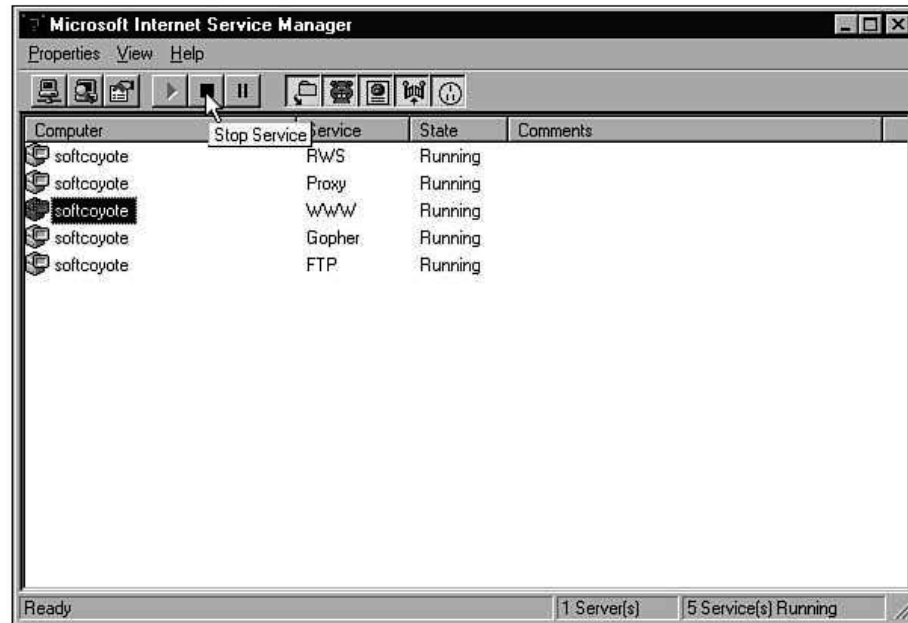 Microsoft Internet Service Manager
Properties View Help
Computer Service State Comments
Stop Service
softcoyote RWS Running
softcoyote Proxy Running
softcoyote WWW Running
softcoyote Gopher Running
softcoyote FTP Running
Ready 1 Server(s) 5 Service(s) Running